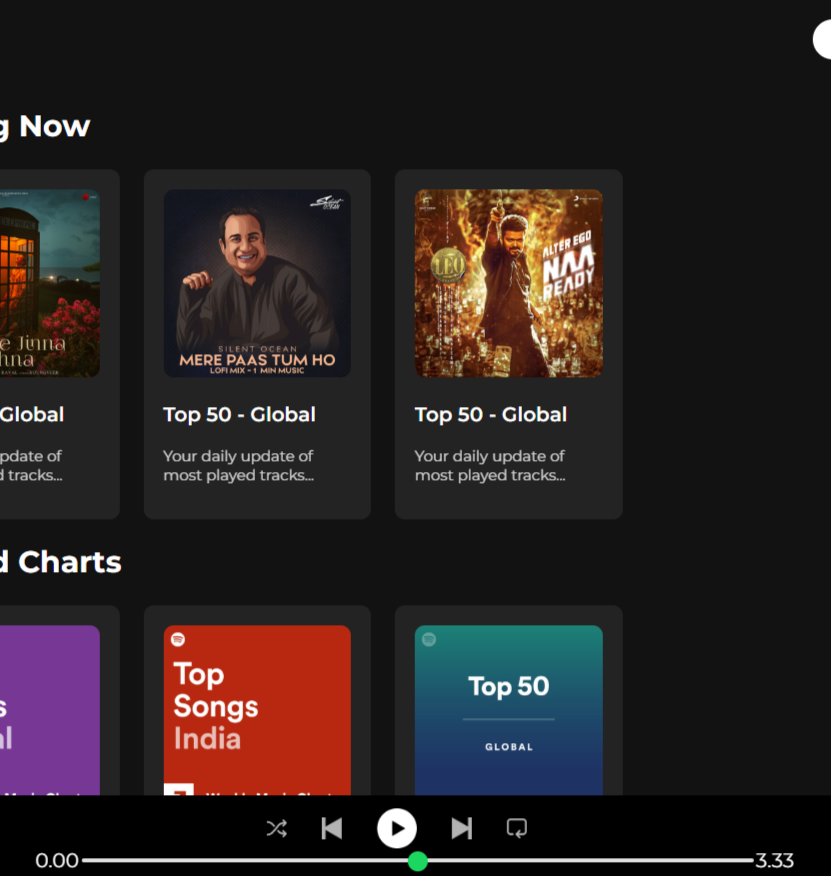 g Now
e Jinna
hna
SILENT OCEAN
MERE PAAS TUM HO
LOFI MIX - 1 MIN MUSIC
LEO
ALTER EGO
NAA
READY
Global
Top 50 - Global
Top 50 - Global
pdate of
d tracks...
Your daily update of
most played tracks...
Your daily update of
most played tracks...
d Charts
s
al
Top
Songs
India
Top 50
GLOBAL
0.00
3.33